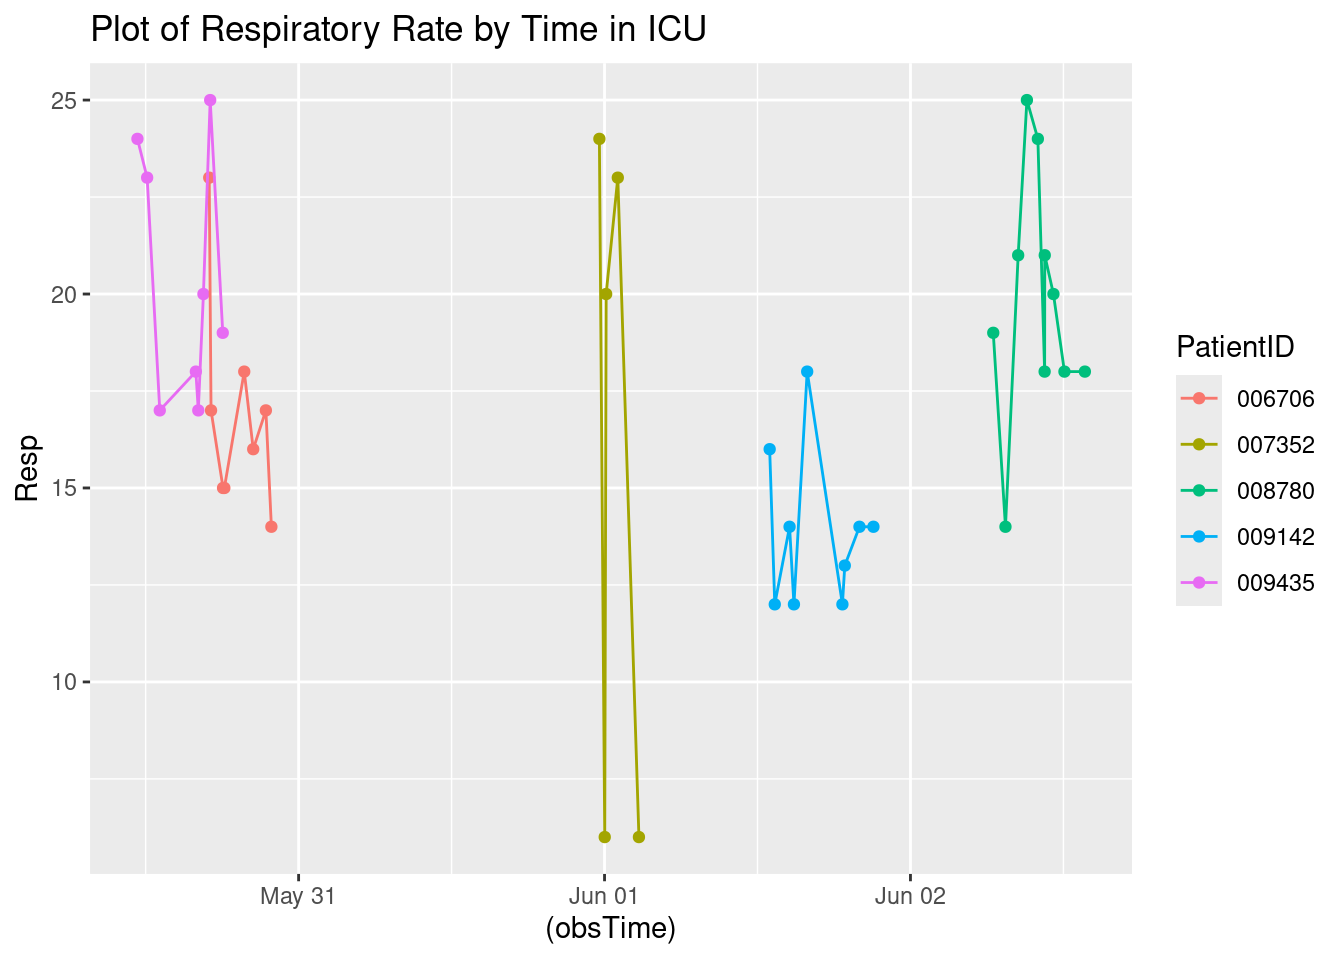 Plot of Respiratory Rate by Time in ICU
25
20
15
10
Resp
May 31
Jun 01
Jun 02
(obsTime)
PatientID
006706
007352
008780
009142
009435